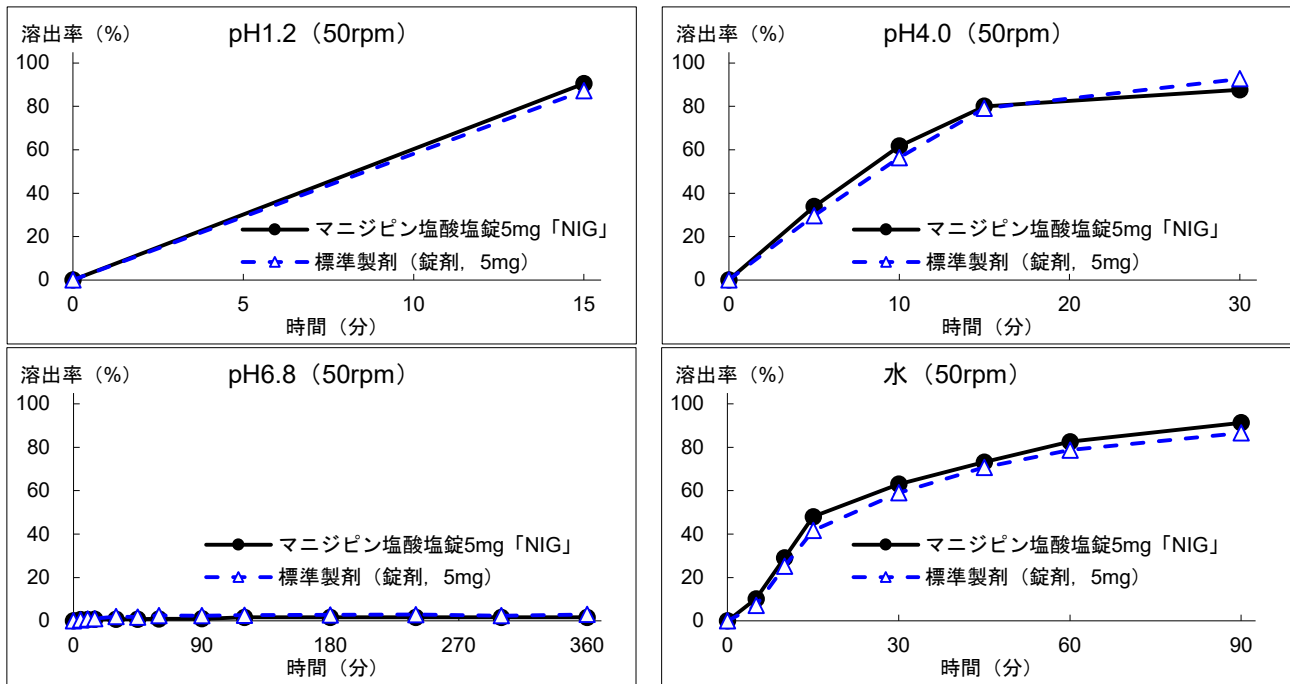 溶出率（%）
pH1.2（50rpm）
100
80
60
40
20
0
マニジピン塩酸塩錠5mg「NIG」
標準製剤（錠剤，5mg）
0 5 10 15
時間（分）
溶出率（%）
pH4.0（50rpm）
100
80
60
40
20
0
マニジピン塩酸塩錠5mg「NIG」
標準製剤（錠剤，5mg）
0 10 20 30
時間（分）
溶出率（%）
pH6.8（50rpm）
100
80
60
40
20
0
マニジピン塩酸塩錠5mg「NIG」
標準製剤（錠剤，5mg）
0 90 180 270 360
時間（分）
溶出率（%）
水（50rpm）
100
80
60
40
20
0
マニジピン塩酸塩錠5mg「NIG」
標準製剤（錠剤，5mg）
0 30 60 90
時間（分）